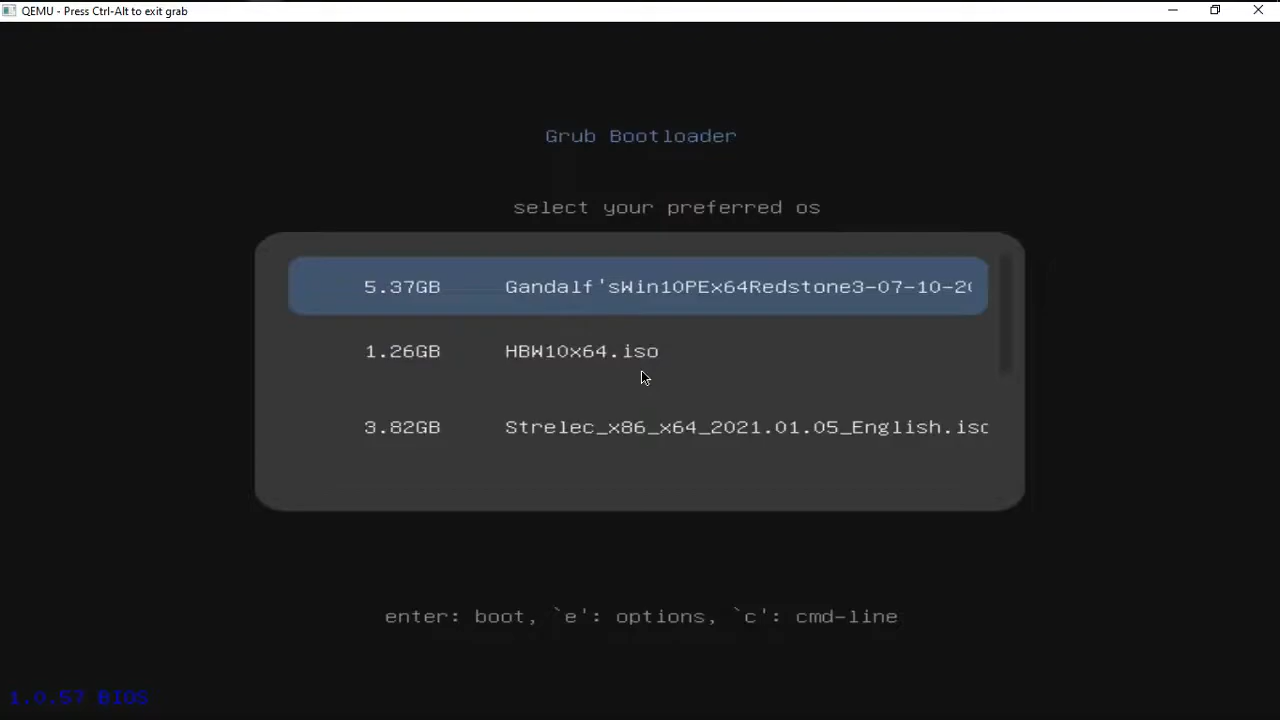 QEMU - Press Ctrl-Alt to exit grab
Grub Bootloader
select your preferred os
5.37GB Gandalf'sWin10PEx64Redstone3-07-10-20
1.26GB HBW10x64.iso
3.82GB Strelec_x86_x64_2021.01.05_English.iso
enter: boot, `e': options, `c': cmd-line
1.0.57 BIOS